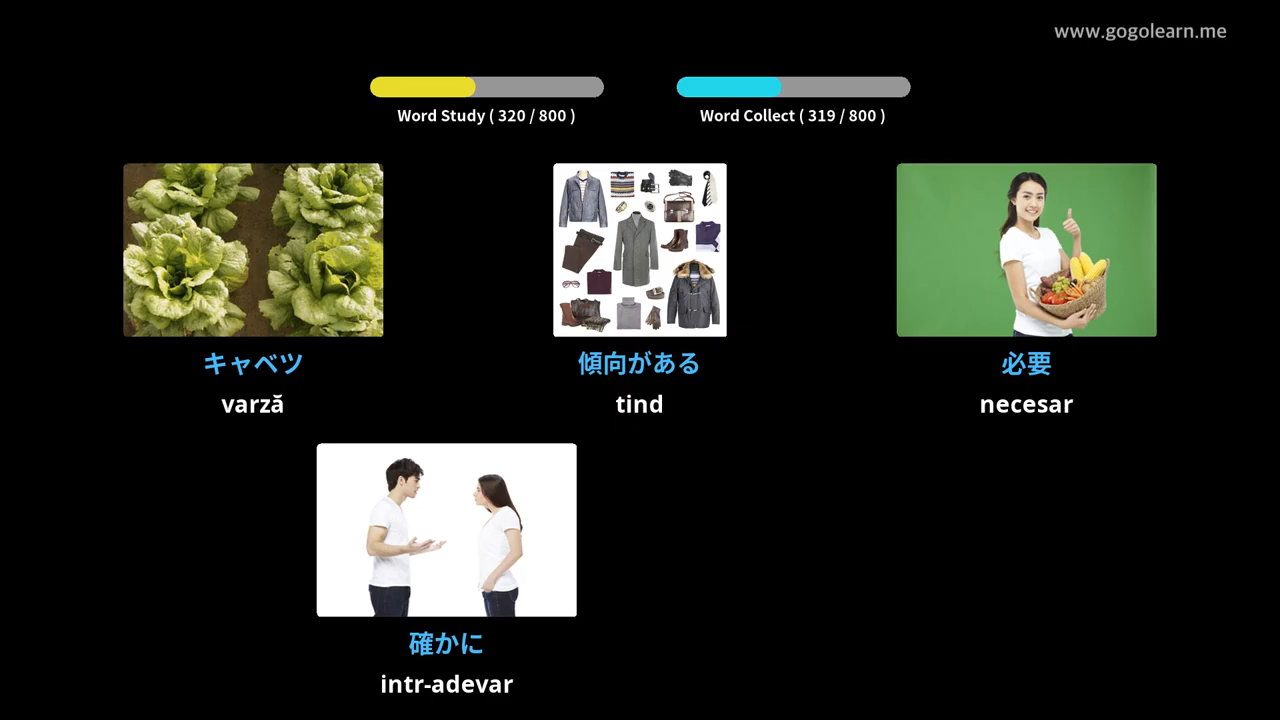 www.gogolearn.me
Word Study ( 320 / 800 )
Word Collect ( 319 / 800 )
キャベツ
varză
傾向がある
tind
必要
necesar
確かに
intr-adevar